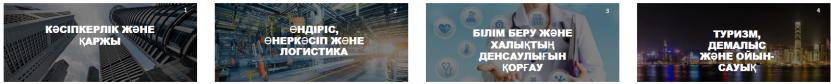 1
КӘСІПКЕРЛІК ЖӘНЕ
ҚАРЖЫ
2
ӨНДІРІС,
ӨНЕРКӘСІП ЖӘНЕ
ЛОГИСТИКА
3
БІЛІМ БЕРУ ЖӘНЕ
ХАЛЫҚТЫҢ
ДЕНСАУЛЫҒЫН
ҚОРҒАУ
4
ТУРИЗМ,
ДЕМАЛЫС
ЖӘНЕ ОЙЫН-
САУЫҚ